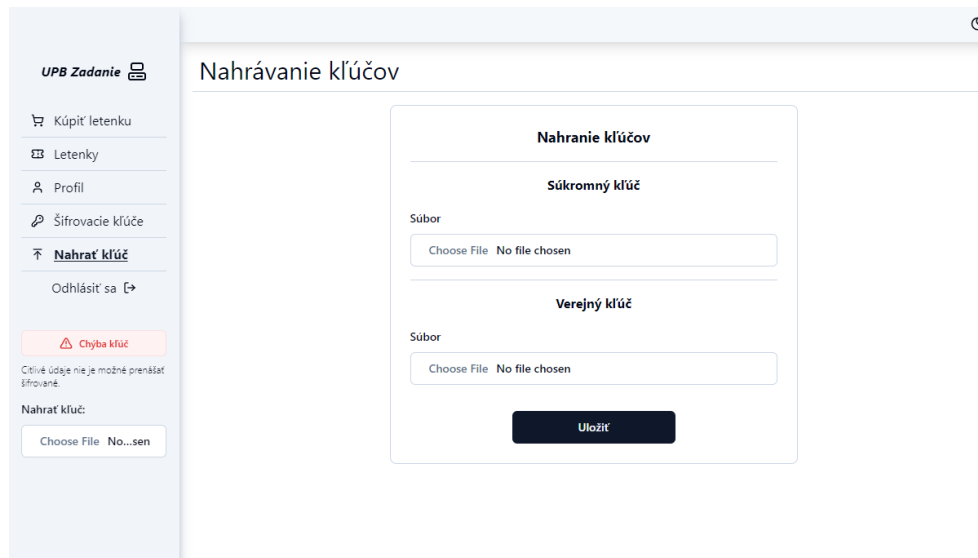 UPB Zadanie
Kúpiť letenku
Letenky
Profil
Šifrovacie kľúče
Nahrať kľúč
Odhlásiť sa
Chýba kľúč
Citlivé údaje nie je možné prenášať
šifrované.
Nahrať kľuč:
Choose File No...sen
Nahrávanie kľúčov
Nahranie kľúčov
Súkromný kľúč
Súbor
Choose File No file chosen
Verejný kľúč
Súbor
Choose File No file chosen
Uložiť